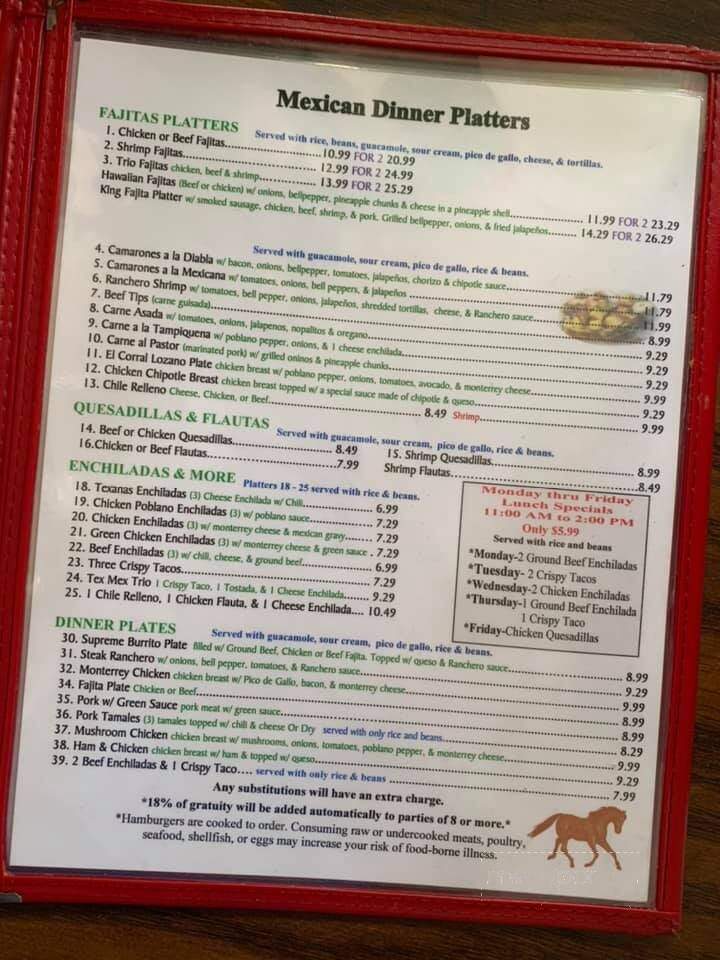 Mexican Dinner Platters
FAJITAS PLATTERS Served with rice, beans, guacamole, sour cream, pico de gallo, cheese, & tortillas.
1. Chicken or Beef Fajitas..........................10.99 FOR 2 20.99
2. Shrimp Fajitas..................................... 12.99 FOR 2 24.99
3. Trio Fajitas chicken, beef & shrimp................. 13.99 FOR 2 25.29
Hawaiian Fajitas (Beef or chicken) w/ onions, bellpepper, pineapple chunks & cheese in a pineapple shell..................... 11.99 FOR 2 23.29
King Fajita Platter w/ smoked sausage, chicken, beef, shrimp, & pork. Grilled bellpepper, onions, & fried jalapeños......... 14.29 FOR 2 26.29
Served with guacamole, sour cream, pico de gallo, rice & beans.
4. Camarones a la Diabla w/ bacon, onions, bellpepper, tomatoes, jalapeños, chorizo & chipotle sauce..................................11.79
5. Camarones a la Mexicana w/ tomatoes, onions, bell peppers, & jalapeños ..................................11.79
6. Ranchero Shrimp w/ tomatoes, bell pepper, onions, jalapeños, shredded tortillas, cheese, & Ranchero sauce..................................11.99
7. Beef Tips (carne guisada)..................................8.99
8. Carne Asada w/ tomatoes, onions, jalapenos, nopalitos & oregano..................................9.29
9. Carne a la Tampiquena w/ poblano pepper, onions, & 1 cheese enchilada..................................9.29
10. Carne al Pastor (marinated pork) w/ grilled oninos & pineapple chunks..................................9.29
11. El Corral Lozano Plate chicken breast w/ poblano pepper, onions, tomatoes, avocado, & monterrey cheese..................................9.99
12. Chicken Chipotle Breast chicken breast topped w/ a special sauce made of chipotle & queso..................................9.29
13. Chile Relleno Cheese, Chicken, or Beef.................................. 8.49 Shrimp..................................9.99
QUESADILLAS & FLAUTAS Served with guacamole, sour cream, pico de gallo, rice & beans.
14. Beef or Chicken Quesadillas.......................... 8.49 15. Shrimp Quesadillas.................................. 8.99
16.Chicken or Beef Flautas..........................7.99 Shrimp Flautas..................................8.49
ENCHILADAS & MORE Platters 18 - 25 served with rice & beans.
18. Texanas Enchiladas (3) Cheese Enchilada w/ Chili.................... 6.99
19. Chicken Poblano Enchiladas (3) w/ poblano sauce.................... 7.29
20. Chicken Enchiladas (3) w/ monterrey cheese & mexican gravy....... 7.29
21. Green Chicken Enchiladas (3) w/ monterrey cheese & green sauce . 7.29
22. Beef Enchiladas (3) w/ chili, cheese, & ground beef.................... 6.99
23. Three Crispy Tacos.................................. 7.29
24. Tex Mex Trio 1 Crispy Taco, 1 Tostada, & 1 Cheese Enchilada....... 9.29
25. 1 Chile Relleno, 1 Chicken Flauta, & 1 Cheese Enchilada.... 10.49
Monday thru Friday
Lunch Specials
11:00 AM to 2:00 PM
Only $5.99
Served with rice and beans
*Monday-2 Ground Beef Enchiladas
*Tuesday- 2 Crispy Tacos
*Wednesday-2 Chicken Enchiladas
*Thursday-1 Ground Beef Enchilada
1 Crispy Taco
*Friday-Chicken Quesadillas
DINNER PLATES Served with guacamole, sour cream, pico de gallo, rice & beans.
30. Supreme Burrito Plate filled w/ Ground Beef, Chicken or Beef Fajita. Topped w/ queso & Ranchero sauce.......................... 8.99
31. Steak Ranchero w/ onions, bell pepper, tomatoes, & Ranchero sauce.......................... 9.29
32. Monterrey Chicken chicken breast w/ Pico de Gallo, bacon, & monterrey cheese.......................... 9.99
34. Fajita Plate Chicken or Beef.......................... 8.99
35. Pork w/ Green Sauce pork meat w/ green sauce.......................... 8.99
36. Pork Tamales (3) tamales topped w/ chili & cheese Or Dry served with only rice and beans.......................... 8.29
37. Mushroom Chicken chicken breast w/ mushrooms, onions, tomatoes, poblano pepper, & monterrey cheese.......................... 9.99
38. Ham & Chicken chicken breast w/ ham & topped w/ queso.......................... 9.29
39. 2 Beef Enchiladas & 1 Crispy Taco.... served with only rice & beans .......................... 7.99
Any substitutions will have an extra charge.
*18% of gratuity will be added automatically to parties of 8 or more.*
*Hamburgers are cooked to order. Consuming raw or undercooked meats, poultry,
seafood, shellfish, or eggs may increase your risk of food-borne illness.